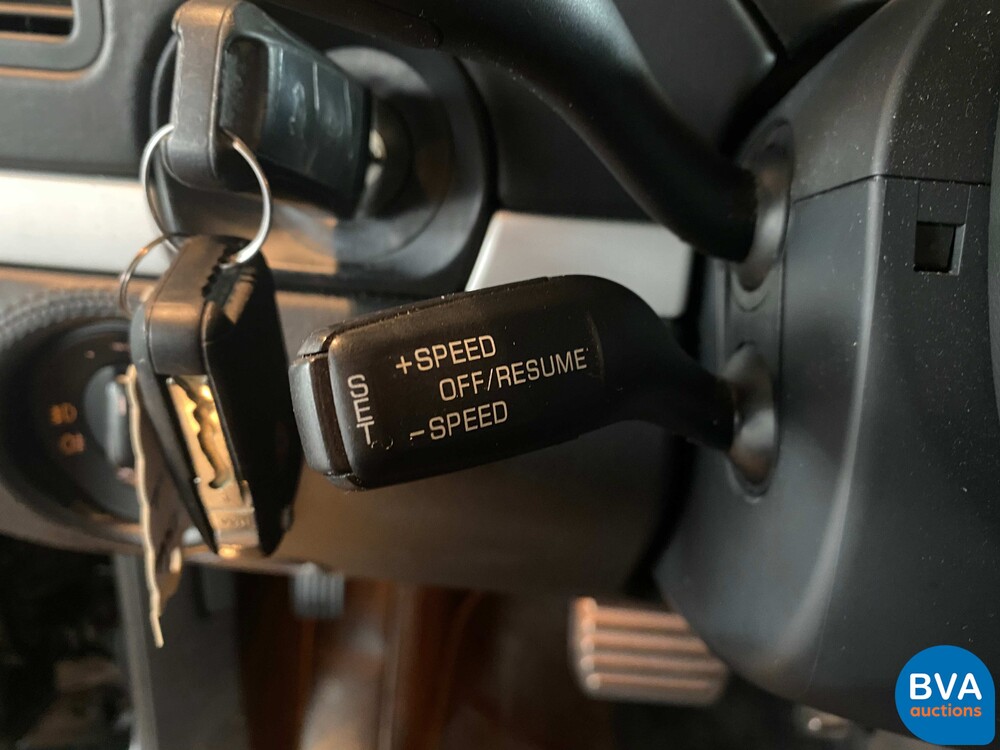 SET
+SPEED
OFF/RESUME
-SPEED
BVA
auctions